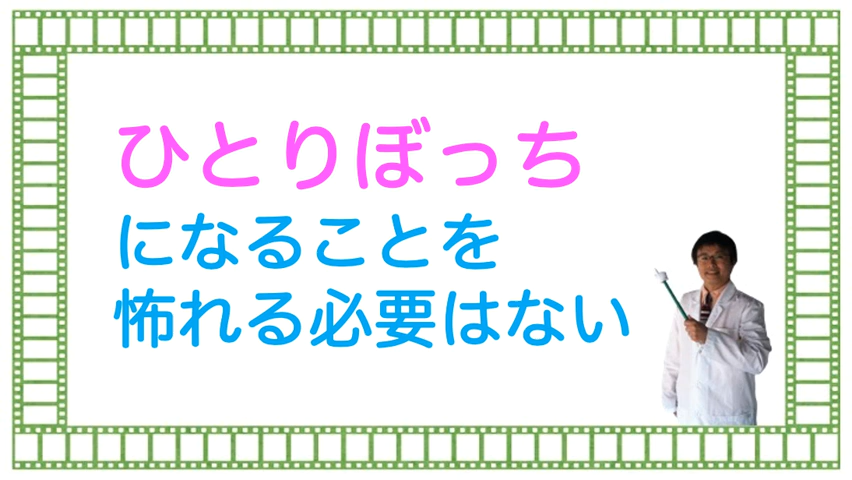 ひとりぼっち
になることを
怖れる必要はない